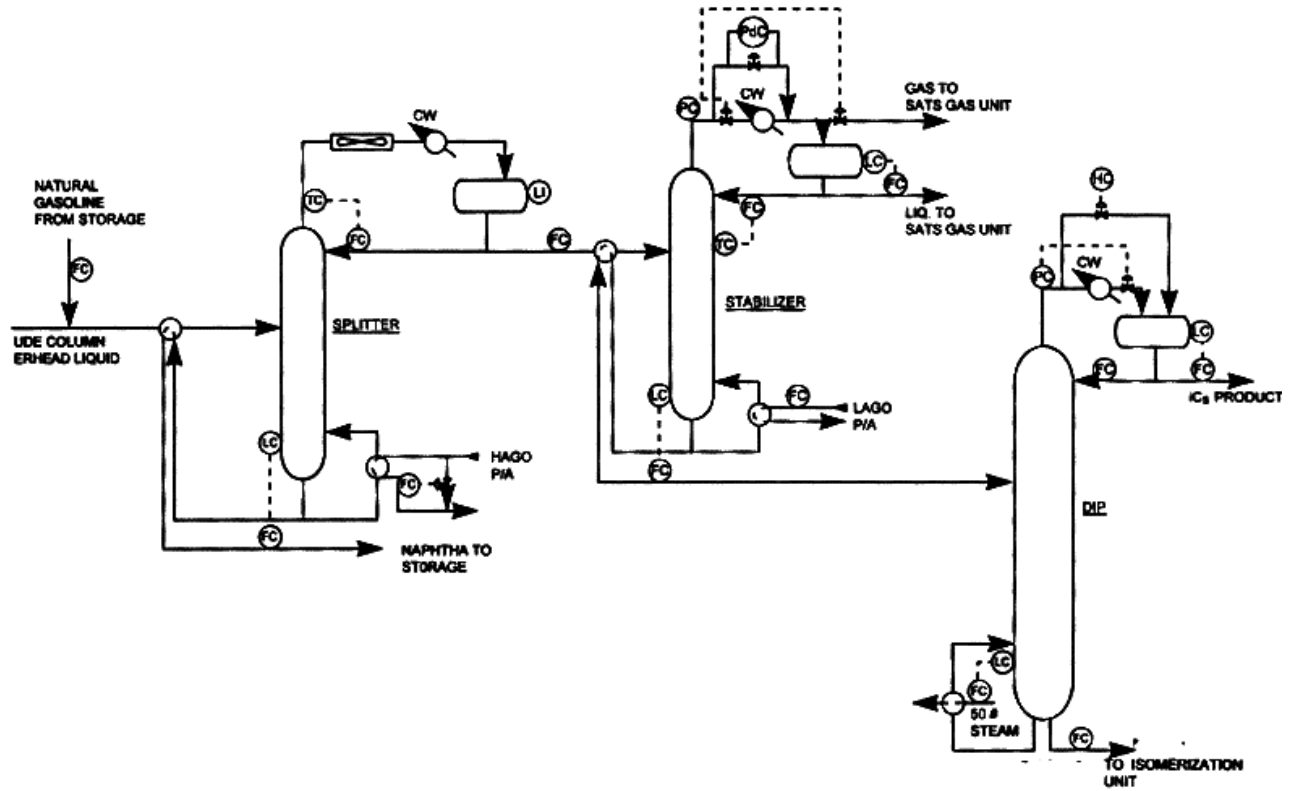 PdC
GAS TO
SATS GAS UNIT
PC
CW
CW
LC
FC
HC
NATURAL
GASOLINE
FROM STORAGE
LI
TC
FC
LIQ. TO
SATS GAS UNIT
FC
FC
TC
PC
CW
FC
STABILIZER
SPLITTER
UDE COLUMN
ERHEAD LIQUID
LC
FC
FC
iC₅ PRODUCT
LC
FC
LAGO
P/A
LC
HAGO
P/A
FC
FC
DIP
FC
NAPHTHA TO
STORAGE
LC
FC
50 #
STEAM
FC
TO ISOMERIZATION
UNIT